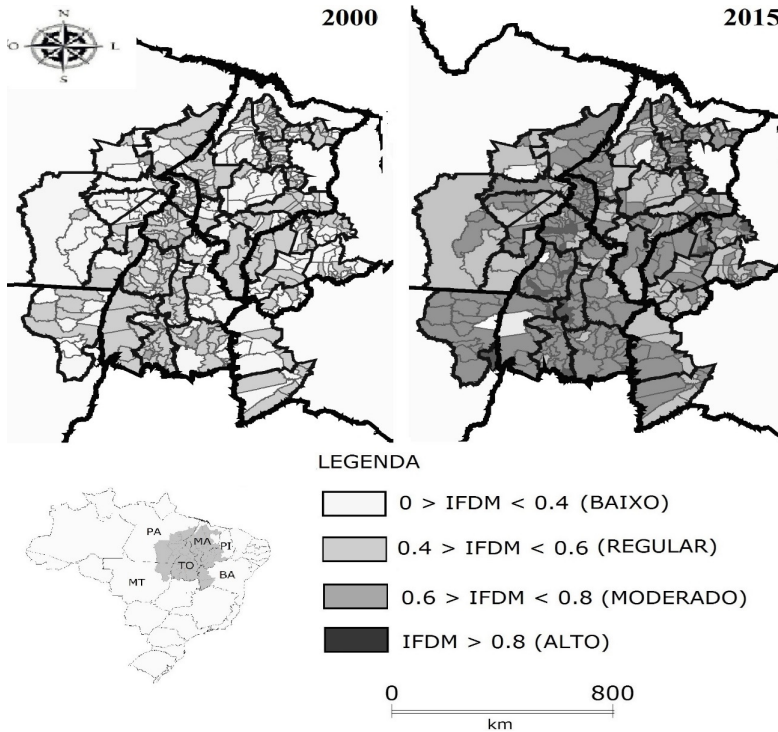 2000
2015
N
O L
S
LEGENDA
0 > IFDM < 0.4 (BAIXO)
0.4 > IFDM < 0.6 (REGULAR)
0.6 > IFDM < 0.8 (MODERADO)
IFDM > 0.8 (ALTO)
PA
MA
PI
TO
MT
BA
0 800
km